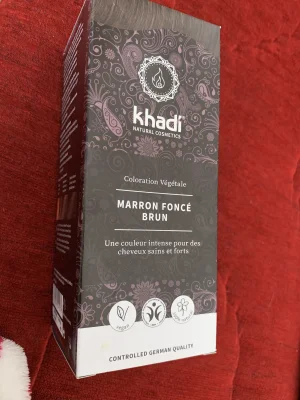 khadi
NATURAL COSMETICS
Coloration Végétale
MARRON FONCÉ
BRUN
Une couleur intense pour des
cheveux sains et forts
VEGAN
CONTROLLED GERMAN QUALITY